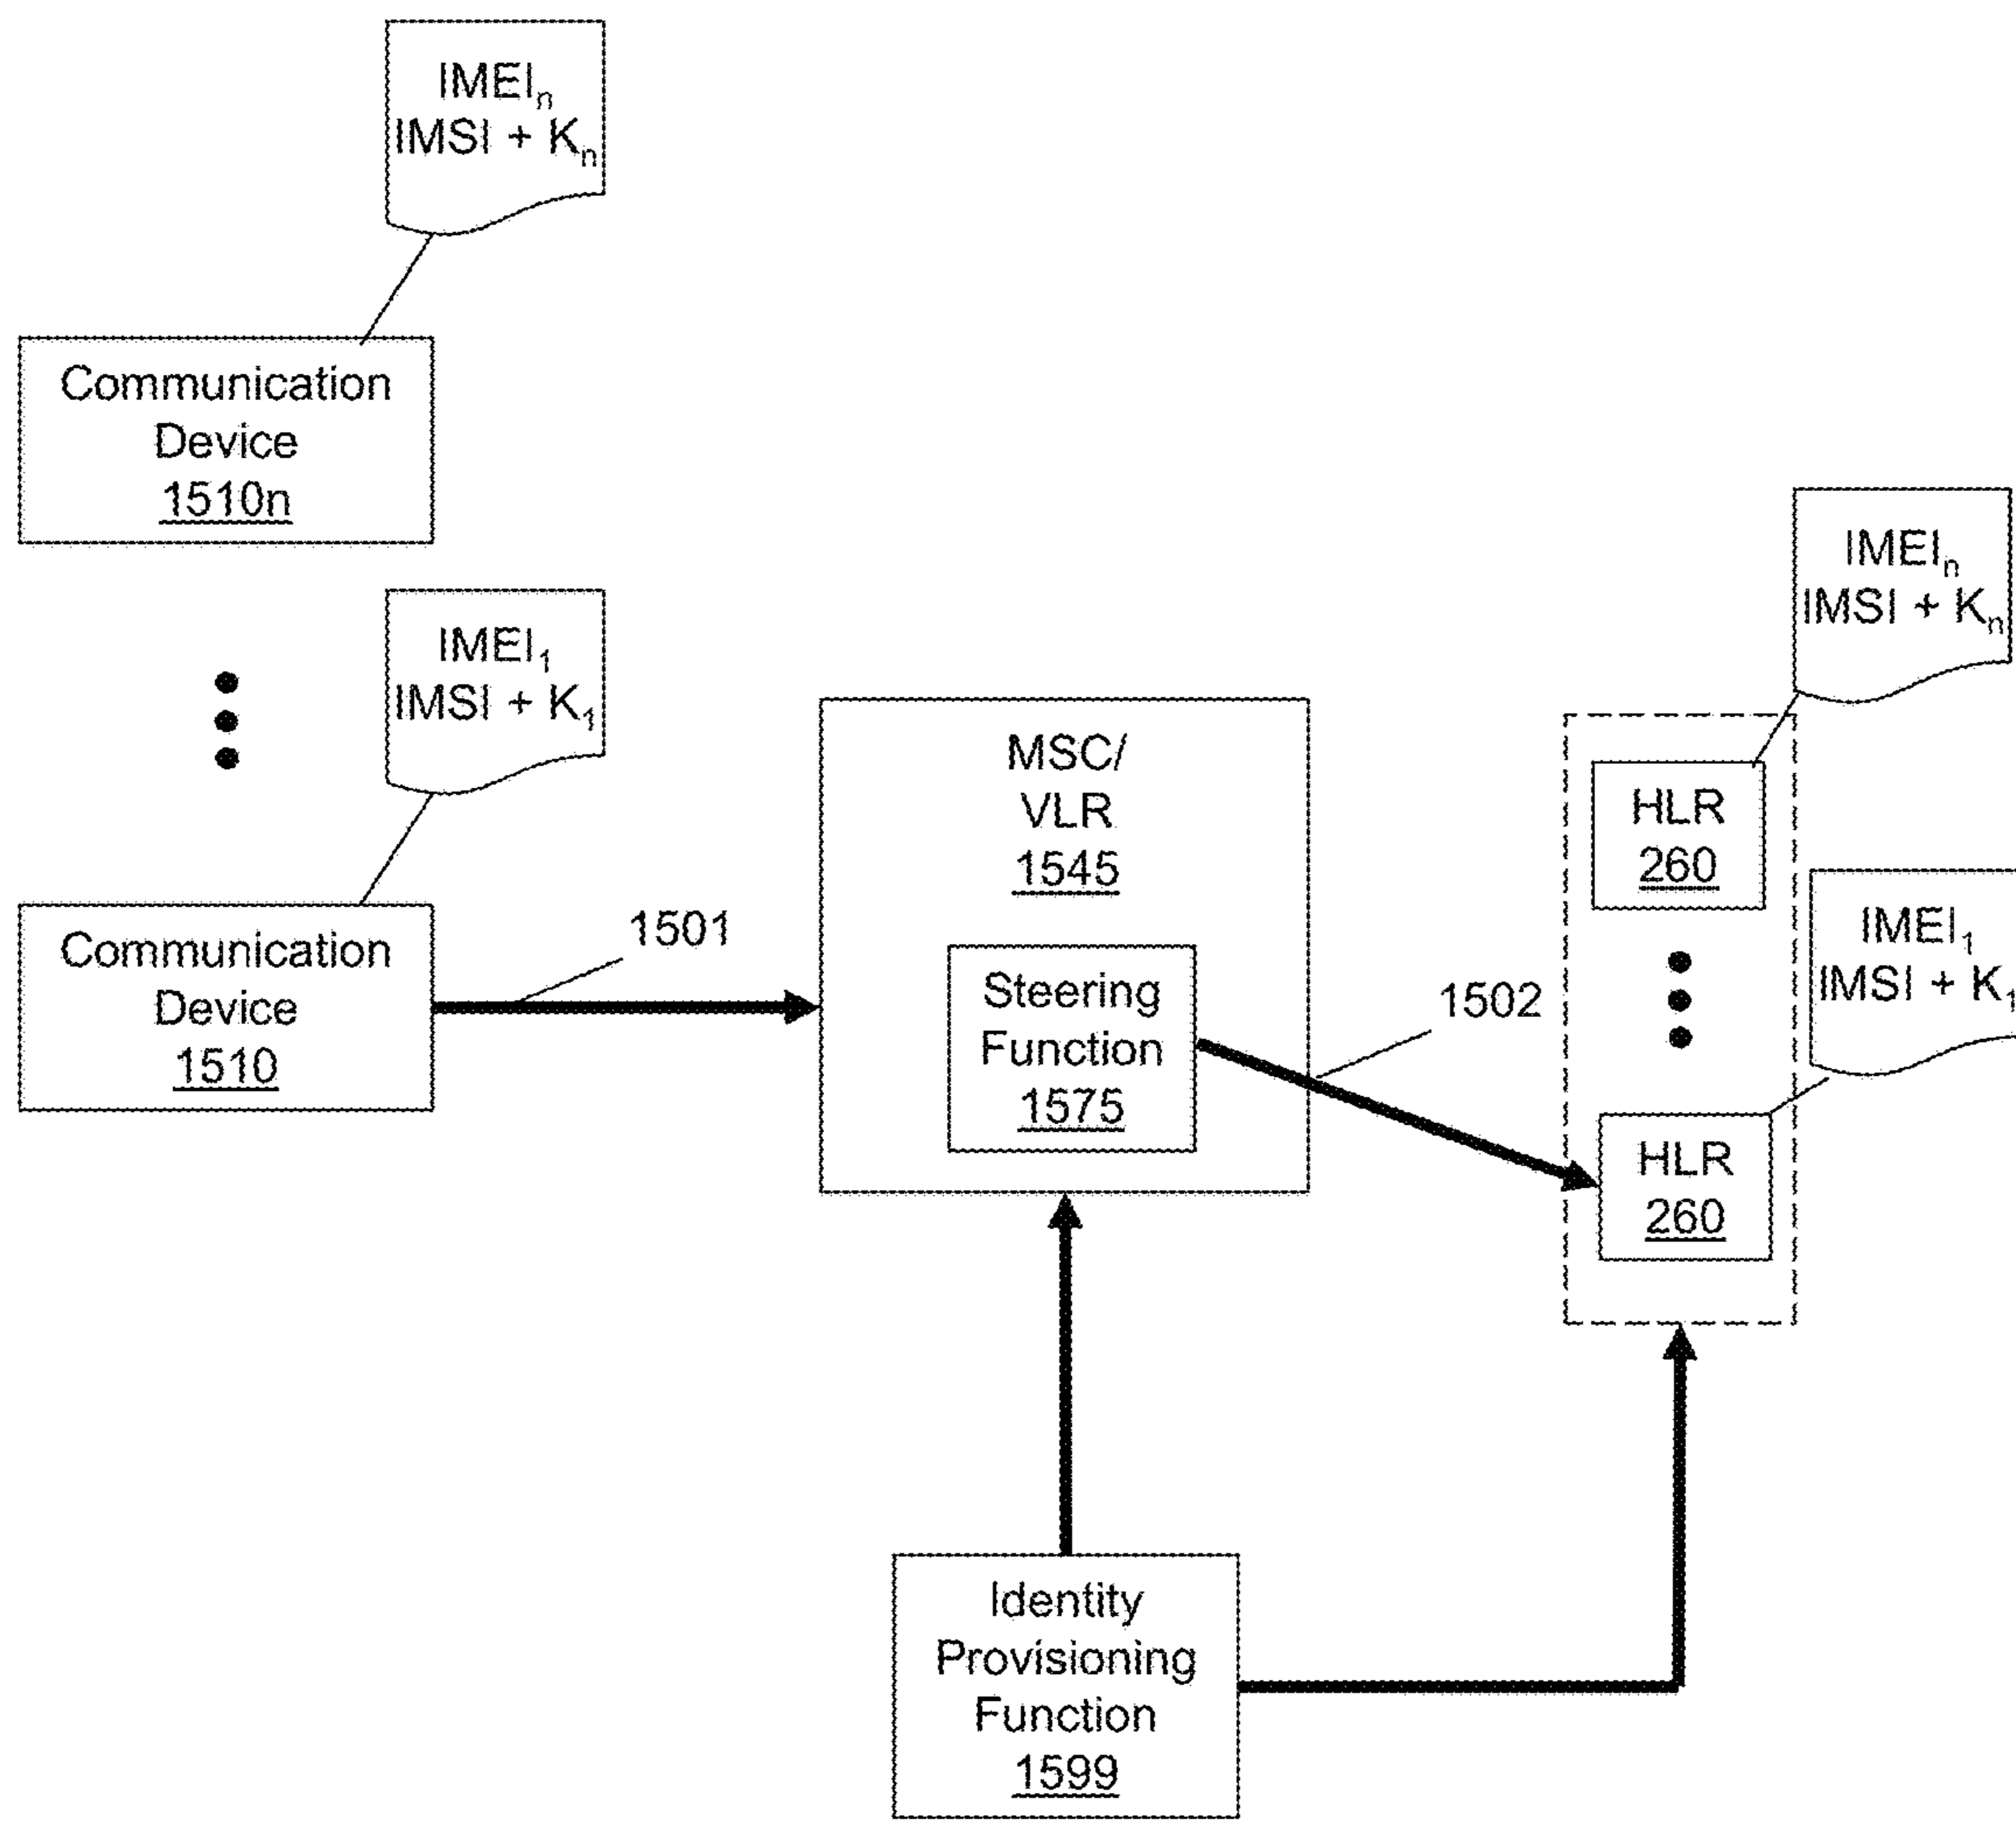 IMEIn
IMSI + Kn
Communication
Device
1510n
IMEI1
IMSI + K1
Communication
Device
1510
1501
MSC/
VLR
1545
Steering
Function
1575
1502
IMEIn
IMSI + Kn
HLR
260
IMEI1
IMSI + K1
HLR
260
Identity
Provisioning
Function
1599